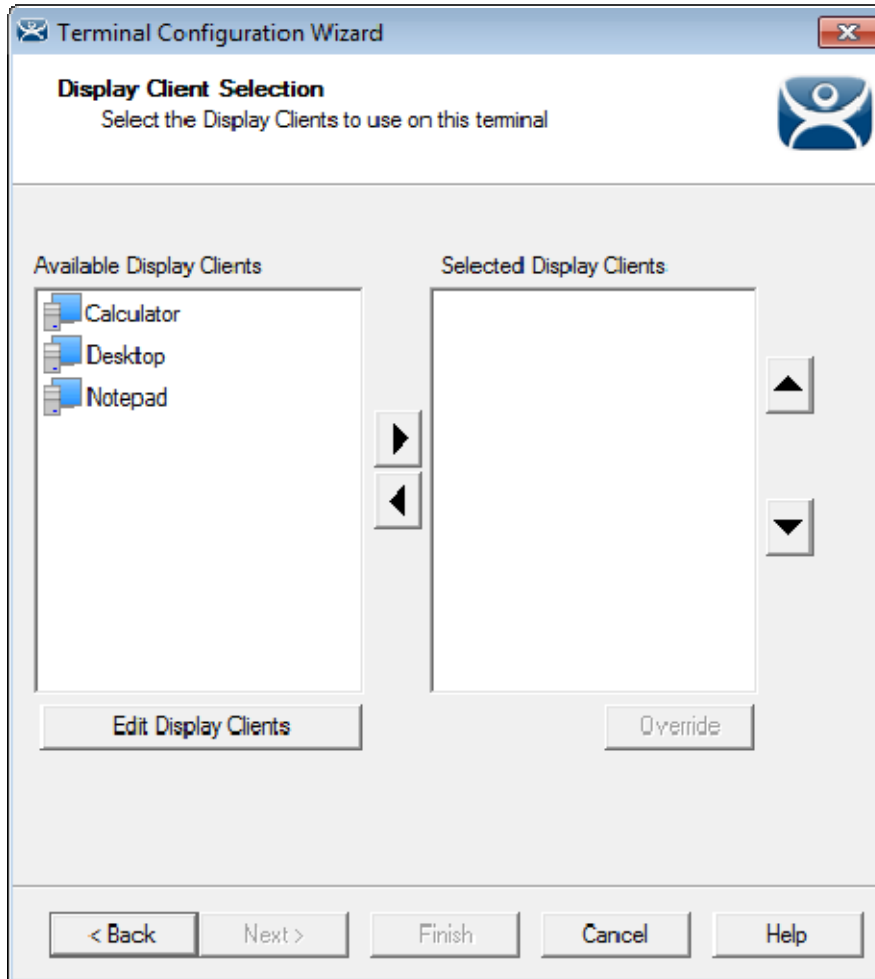 Terminal Configuration Wizard
Display Client Selection
Select the Display Clients to use on this terminal
Available Display Clients
Selected Display Clients
Calculator
Desktop
Notepad
Edit Display Clients
Override
< Back
Next >
Finish
Cancel
Help